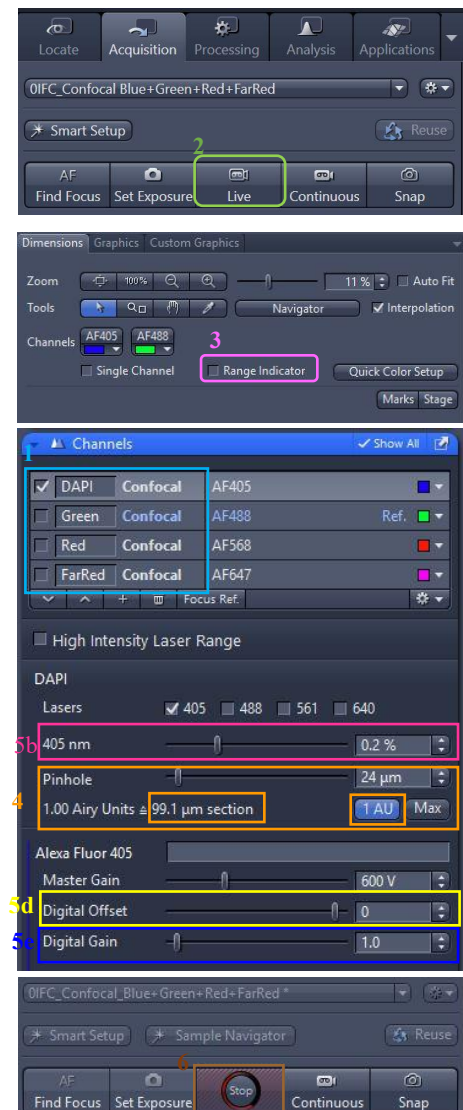 Locate Acquisition Processing Analysis Applications
0IFC_Confocal Blue+Green+Red+FarRed
Smart Setup Reuse
2
AF
Find Focus Set Exposure Live Continuous Snap
Dimensions Graphics Custom Graphics
Zoom 100% 11 % Auto Fit
Tools Navigator Interpolation
Channels AF405 AF488 3
Single Channel Range Indicator Quick Color Setup
Marks Stage
1 Channels Show All
DAPI Confocal AF405
Green Confocal AF488 Ref.
Red Confocal AF568
FarRed Confocal AF647
Focus Ref.
High Intensity Laser Range
DAPI
Lasers 405 488 561 640
5b 405 nm 0.2 %
Pinhole 24 µm
4 1.00 Airy Units ≙ 99.1 µm section 1 AU Max
Alexa Fluor 405
Master Gain 600 V
5d Digital Offset 0
5e Digital Gain 1.0
0IFC_Confocal_Blue+Green+Red+FarRed *
Smart Setup Sample Navigator Reuse
6
AF
Find Focus Set Exposure Stop Continuous Snap